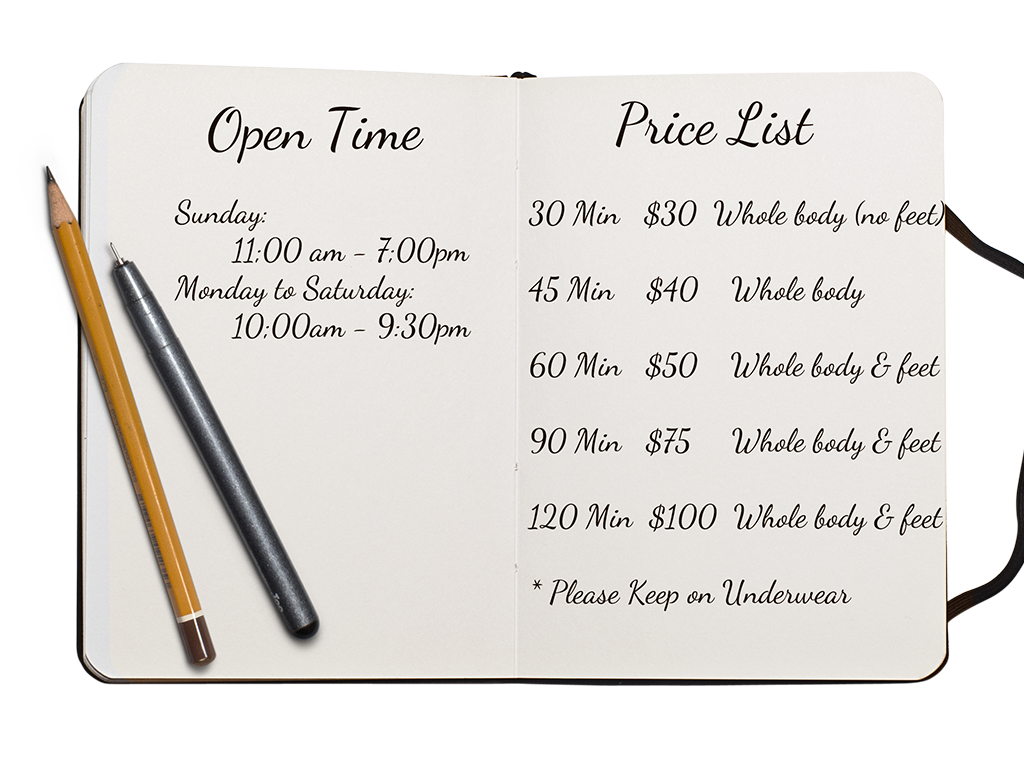 Open Time
Sunday:
11:00 am - 7:00pm
Monday to Saturday:
10:00am - 9:30pm
Price List
30 Min $30 Whole body (no feet)
45 Min $40 Whole body
60 Min $50 Whole body & feet
90 Min $75 Whole body & feet
120 Min $100 Whole body & feet
* Please Keep on Underwear